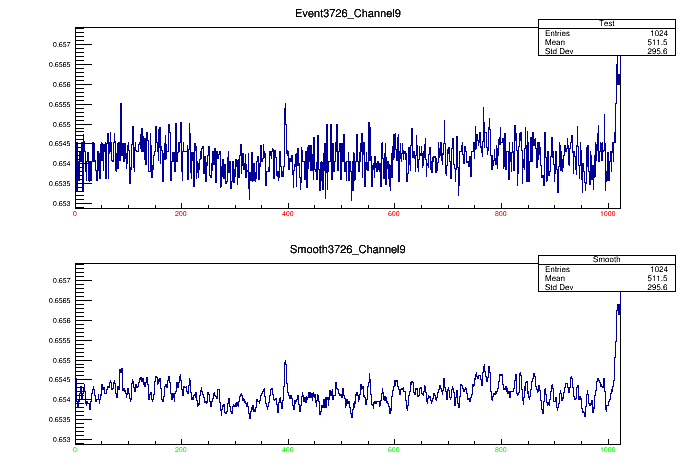 Event3726_Channel9
Test
Entries 1024
Mean 511.5
Std Dev 295.6
0.657
0.6565
0.656
0.6555
0.655
0.6545
0.654
0.6535
0.653
0 200 400 600 800 1000
Smooth3726_Channel9
Smooth
Entries 1024
Mean 511.5
Std Dev 295.6
0.657
0.6565
0.656
0.6555
0.655
0.6545
0.654
0.6535
0.653
0 200 400 600 800 1000